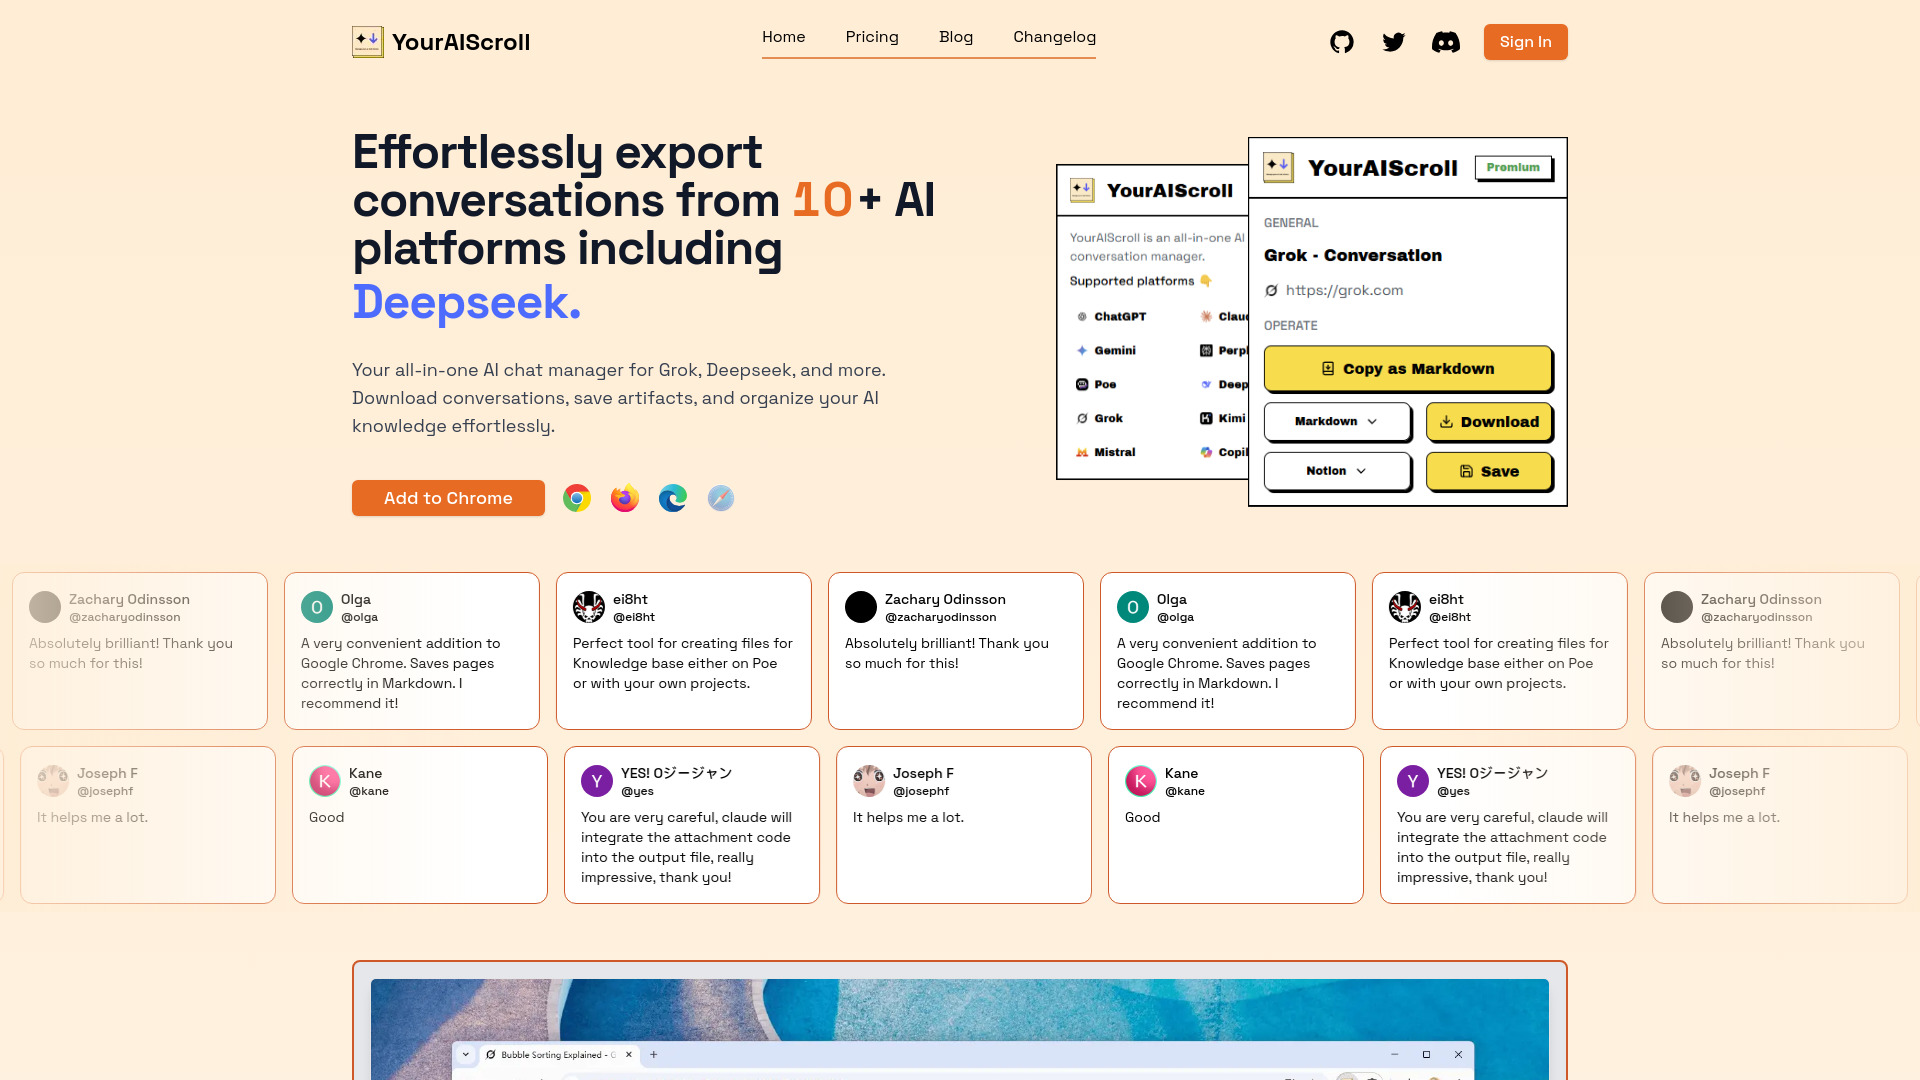 YourAIScroll
Home Pricing Blog Changelog
Sign In
Effortlessly export
conversations from 10+ AI
platforms including
Deepseek.
Your all-in-one AI chat manager for Grok, Deepseek, and more.
Download conversations, save artifacts, and organize your AI
knowledge effortlessly.
Add to Chrome
YourAIScroll
YourAIScroll is an all-in-one AI
conversation manager.
Supported platforms 👇
ChatGPT Clau
Gemini Perpl
Poe Deep
Grok Kimi
Mistral Copil
YourAIScroll Premium
GENERAL
Grok - Conversation
https://grok.com
OPERATE
Copy as Markdown
Markdown Download
Notion Save
Zachary Odinsson
@zacharyodinsson
Absolutely brilliant! Thank you
so much for this!
O
Olga
@olga
A very convenient addition to
Google Chrome. Saves pages
correctly in Markdown. I
recommend it!
ei8ht
@ei8ht
Perfect tool for creating files for
Knowledge base either on Poe
or with your own projects.
Zachary Odinsson
@zacharyodinsson
Absolutely brilliant! Thank you
so much for this!
O
Olga
@olga
A very convenient addition to
Google Chrome. Saves pages
correctly in Markdown. I
recommend it!
ei8ht
@ei8ht
Perfect tool for creating files for
Knowledge base either on Poe
or with your own projects.
Zachary Odinsson
@zacharyodinsson
Absolutely brilliant! Thank you
so much for this!
Joseph F
@josephf
It helps me a lot.
K
Kane
@kane
Good
Y
YES! Oジージャン
@yes
You are very careful, claude will
integrate the attachment code
into the output file, really
impressive, thank you!
Joseph F
@josephf
It helps me a lot.
K
Kane
@kane
Good
Y
YES! Oジージャン
@yes
You are very careful, claude will
integrate the attachment code
into the output file, really
impressive, thank you!
Joseph F
@josephf
It helps me a lot.
Bubble Sorting Explained - G